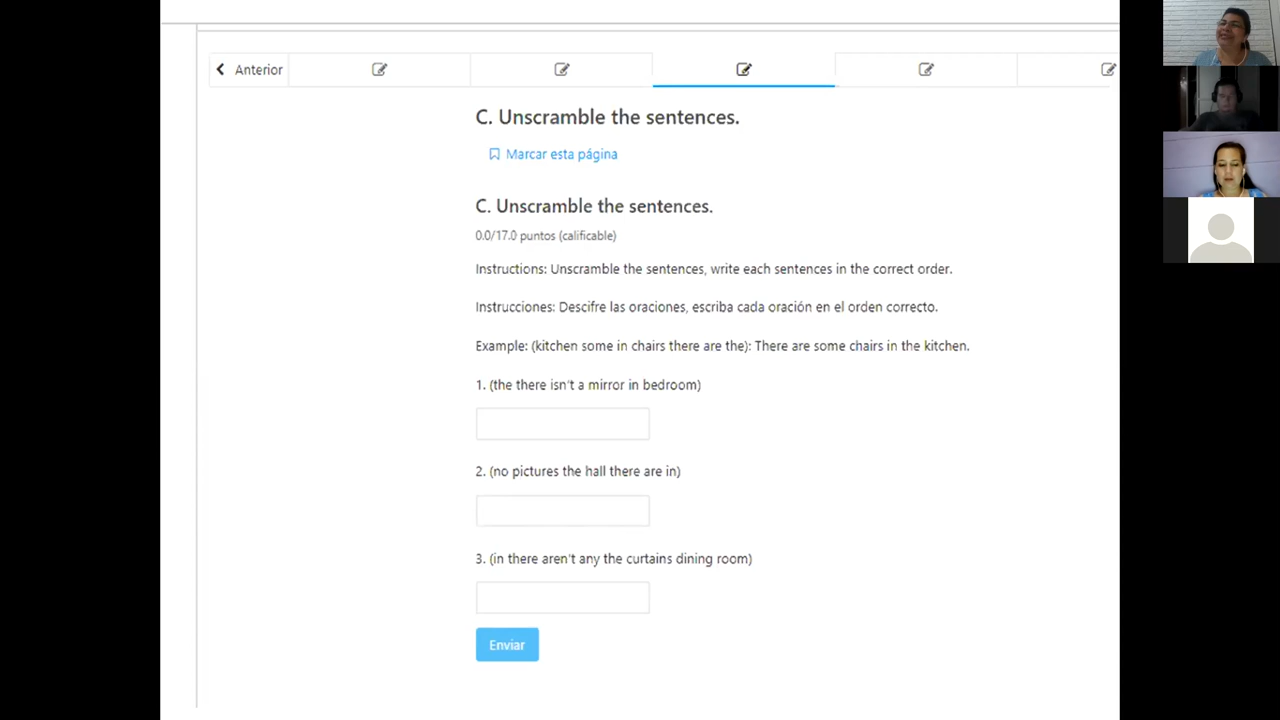 Anterior
C. Unscramble the sentences.
Marcar esta página
C. Unscramble the sentences.
0.0/17.0 puntos (calificable)
Instructions: Unscramble the sentences, write each sentences in the correct order.
Instrucciones: Descifre las oraciones, escriba cada oración en el orden correcto.
Example: (kitchen some in chairs there are the): There are some chairs in the kitchen.
1. (the there isn't a mirror in bedroom)
2. (no pictures the hall there are in)
3. (in there aren't any the curtains dining room)
Enviar